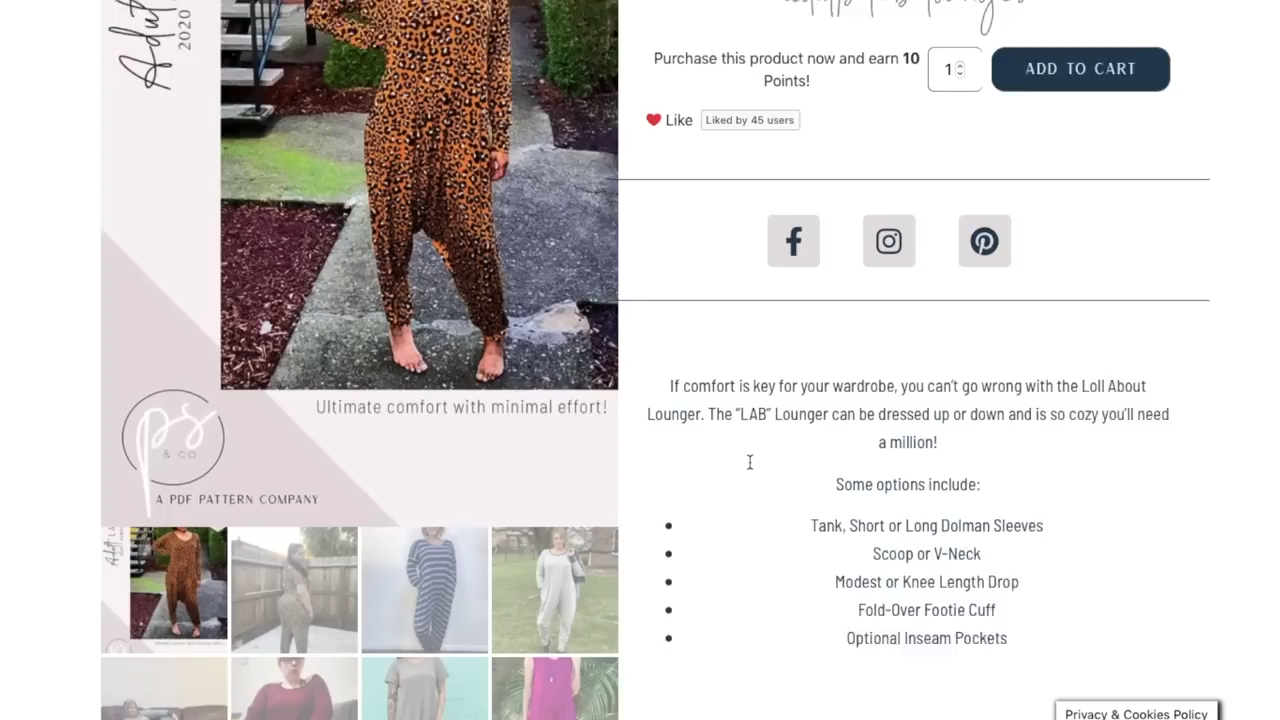 Adult
2020
Purchase this product now and earn 10
Points!
1
ADD TO CART
Like
Liked by 45 users
If comfort is key for your wardrobe, you can't go wrong with the Loll About
Lounger. The "LAB" Lounger can be dressed up or down and is so cozy you'll need
a million!
Some options include:
Tank, Short or Long Dolman Sleeves
Scoop or V-Neck
Modest or Knee Length Drop
Fold-Over Footie Cuff
Optional Inseam Pockets
Ultimate comfort with minimal effort!
ps
& co
A PDF PATTERN COMPANY
Privacy & Cookies Policy